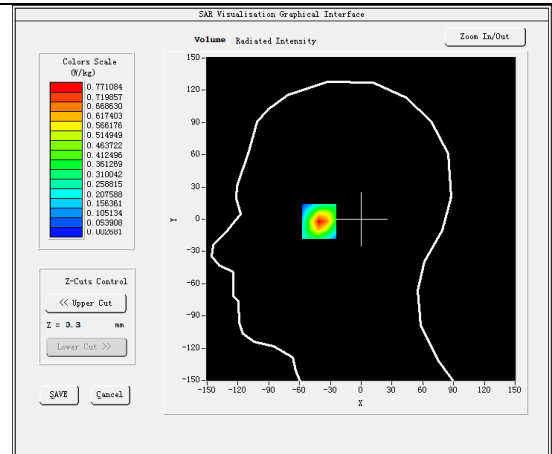 SAR Visualisation Graphical Interface
Volume Radiated Intensity
Zoom In/Out
Colors Scale
(W/kg)
0.771084
0.719857
0.668630
0.617403
0.566176
0.514949
0.463722
0.412496
0.361269
0.310042
0.258815
0.207588
0.156361
0.105134
0.053908
0.002681
Z-Cuts Control
<< Upper Cut
Z = 0.3 mm
Lower Cut >>
SAVE Cancel
150
120
90
60
30
0
-30
-60
-90
-120
-150
Y
-150 -120 -90 -60 -30 0 30 60 90 120 150
X